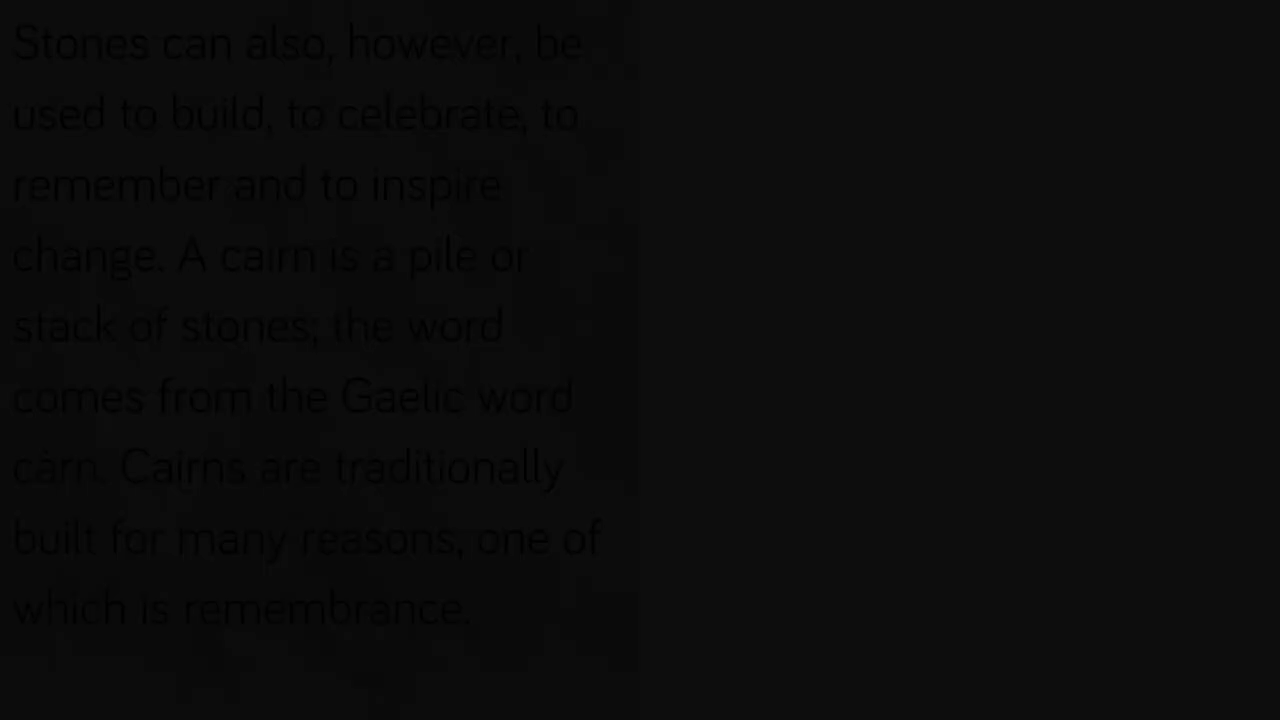 Stones can also, however, be
used to build, to celebrate, to
remember and to inspire
change. A cairn is a pile or
stack of stones; the word
comes from the Gaelic word
càrn. Cairns are traditionally
built for many reasons, one of
which is remembrance.